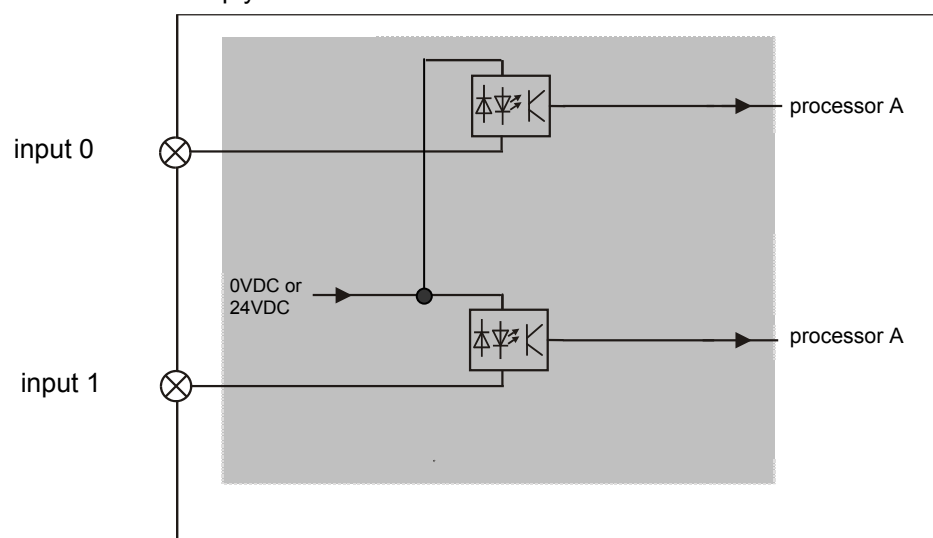 processor A
input 0
0VDC or
24VDC
processor A
input 1